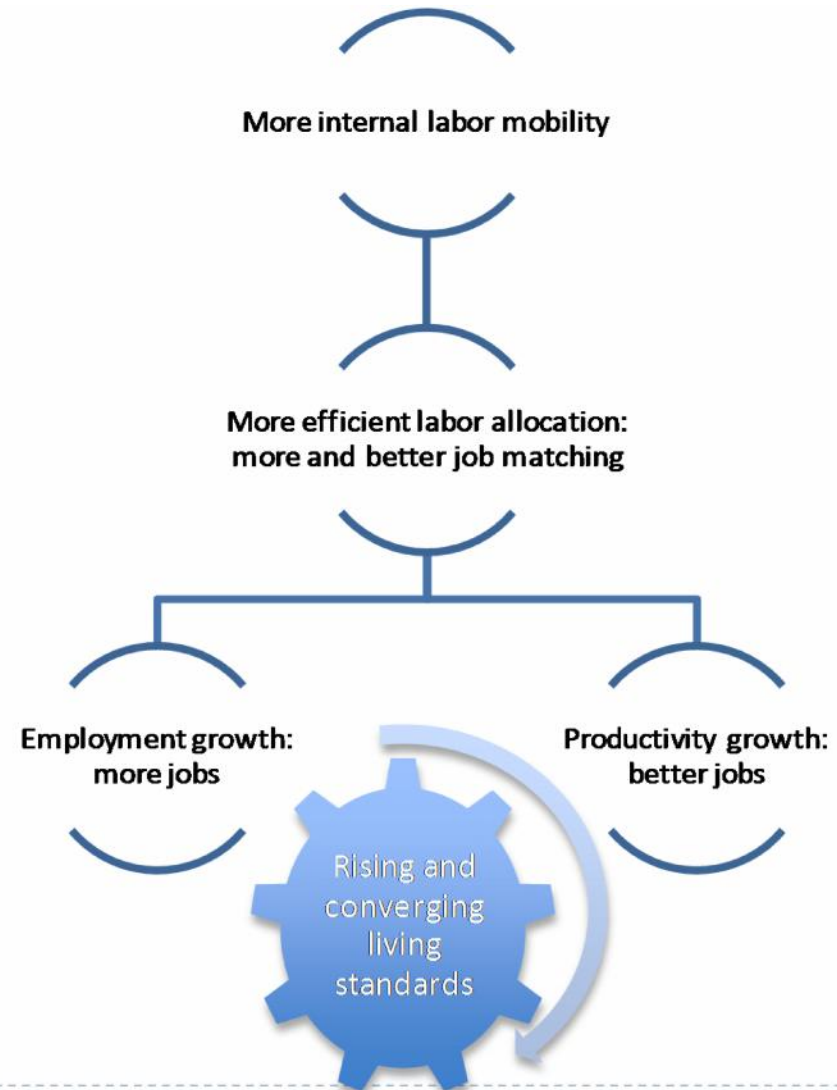 More internal labor mobility
More efficient labor allocation:
more and better job matching
Employment growth:
more jobs
Productivity growth:
better jobs
Rising and
converging
living
standards